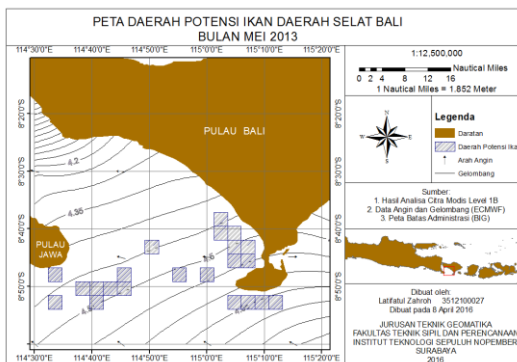 PETA DAERAH POTENSI IKAN DAERAH SELAT BALI
BULAN MEI 2013
114°30'0"E 114°40'0"E 114°50'0"E 115°0'0"E 115°10'0"E 115°20'0"E
8°20'0"S
8°30'0"S
8°40'0"S
8°50'0"S
PULAU BALI
4.2
4.35
PULAU
JAWA
1:12,500,000
Nautical Miles
0 2 4 8 12 16
1 Nautical Miles = 1.852 Meter
Legenda
Daratan
Daerah Potensi Ika
Arah Angin
Gelombang
Sumber:
1. Hasil Analisa Citra Modis Level 1B
2. Data Angin dan Gelombang (ECMWF)
3. Peta Batas Administrasi (BIG)
Dibuat oleh:
Latifatul Zahroh 3512100027
Dibuat pada 8 April 2016
JURUSAN TEKNIK GEOMATIKA
FAKULTAS TEKNIK SIPIL DAN PERENCANAAN
INSTITUT TEKNOLOGI SEPULUH NOPEMBER
SURABAYA
2016